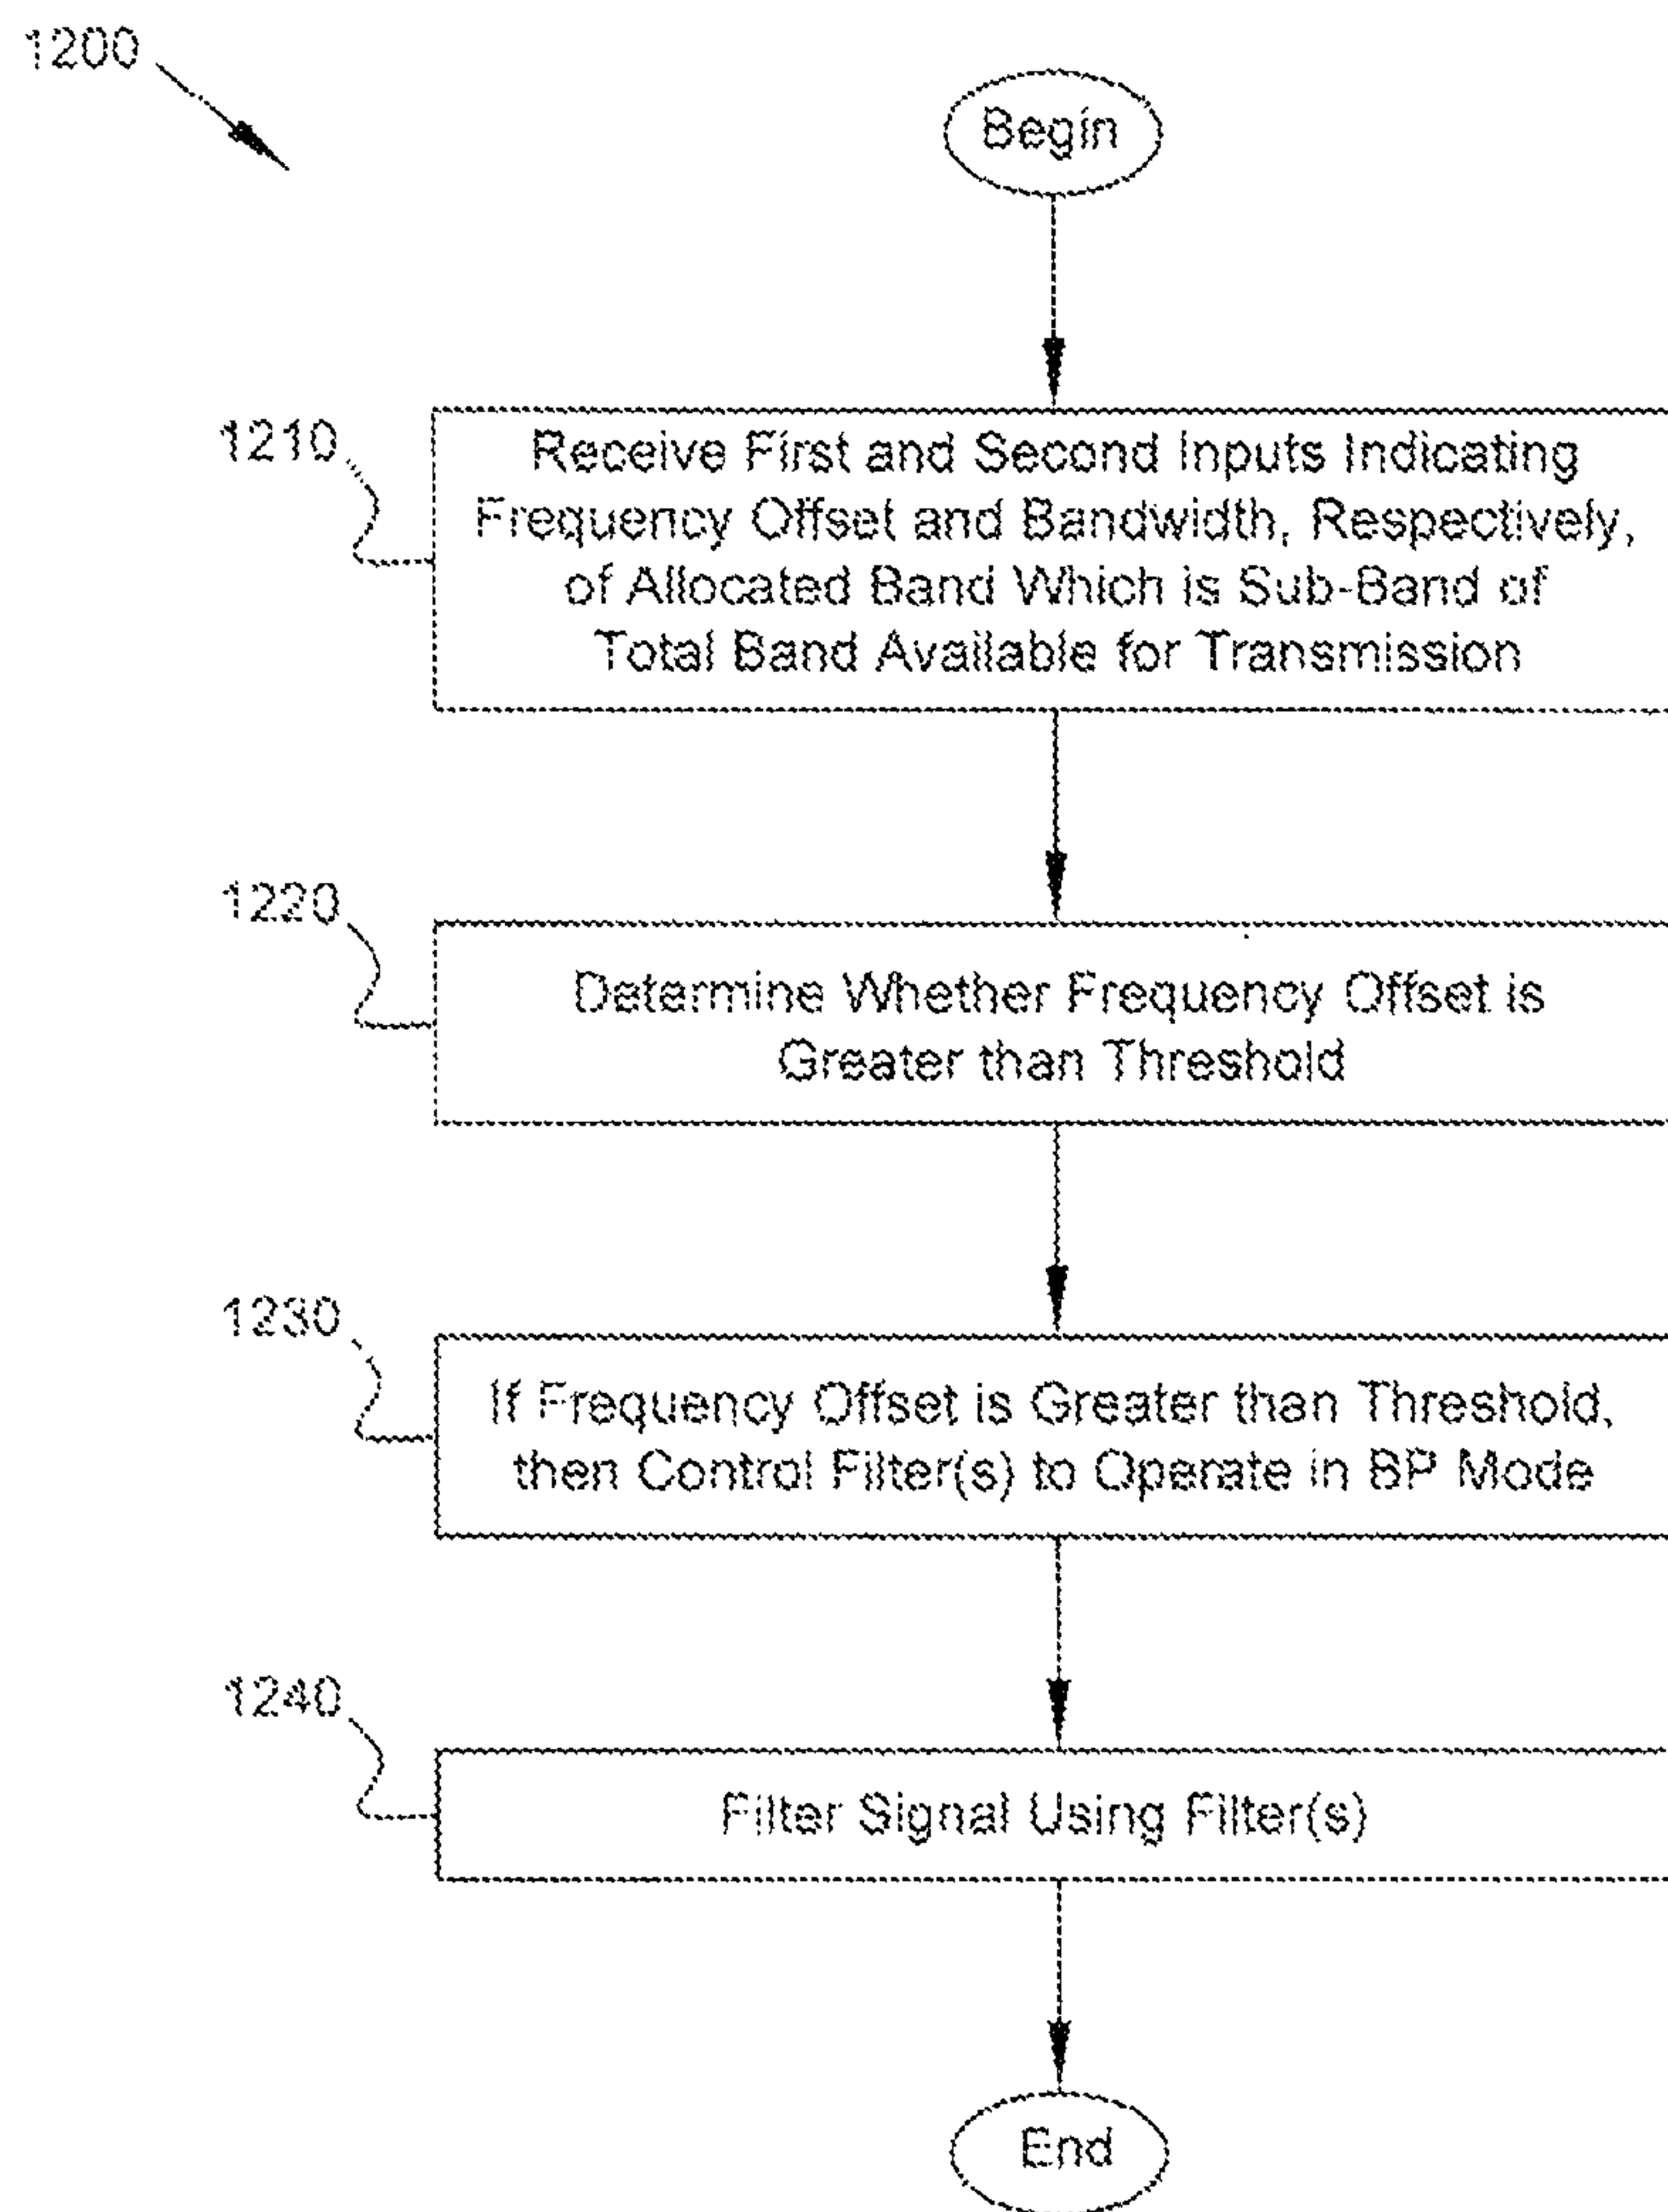 1200
Begin
1210
Receive First and Second Inputs Indicating
Frequency Offset and Bandwidth, Respectively,
of Allocated Band Which is Sub-Band of
Total Band Available for Transmission
1220
Determine Whether Frequency Offset is
Greater than Threshold
1230
If Frequency Offset is Greater than Threshold,
then Control Filter(s) to Operate in BP Mode
1240
Filter Signal Using Filter(s)
End